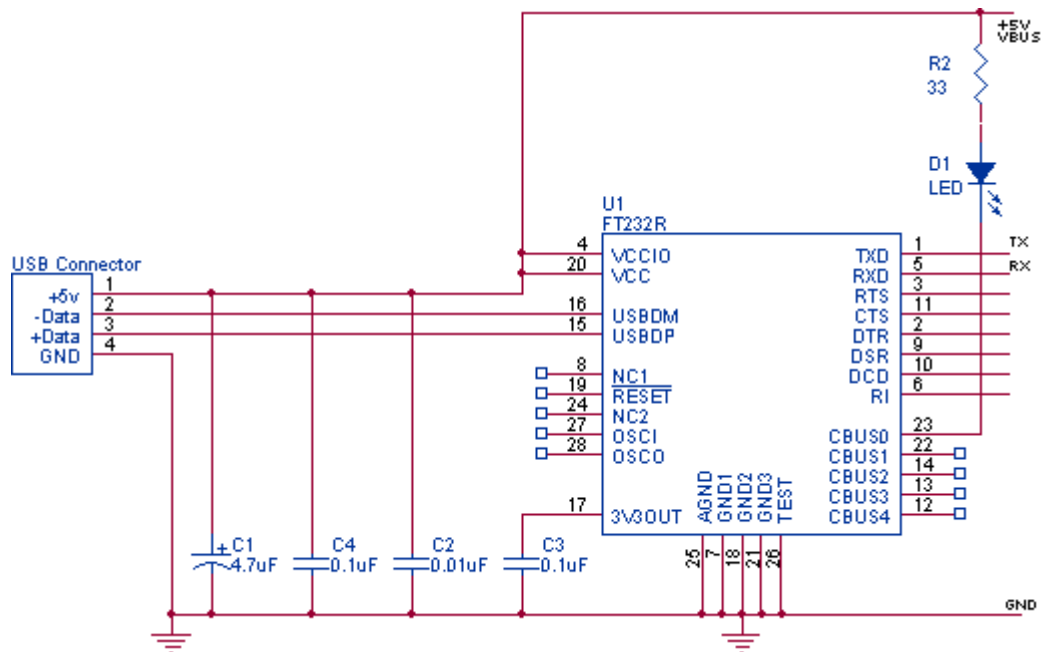 +5V
VBUS
R2
33
D1
LED
U1
FT232R
USB Connector
+5v 1
-Data 2
+Data 3
GND 4
4 VCCIO
20 VCC
16 USBDM
15 USBDP
8 NC1
19 RESET
24 NC2
27 OSCI
28 OSCO
17 3V3OUT
TXD 1 TX
RXD 5 RX
RTS 3
CTS 11
DTR 2
DSR 9
DCD 10
RI 6
CBUS0 23
CBUS1 22
CBUS2 14
CBUS3 13
CBUS4 12
AGND 25
GND1 7
GND2 18
GND3 21
TEST 26
+ C1
4.7uF
C4
0.1uF
C2
0.01uF
C3
0.1uF
GND